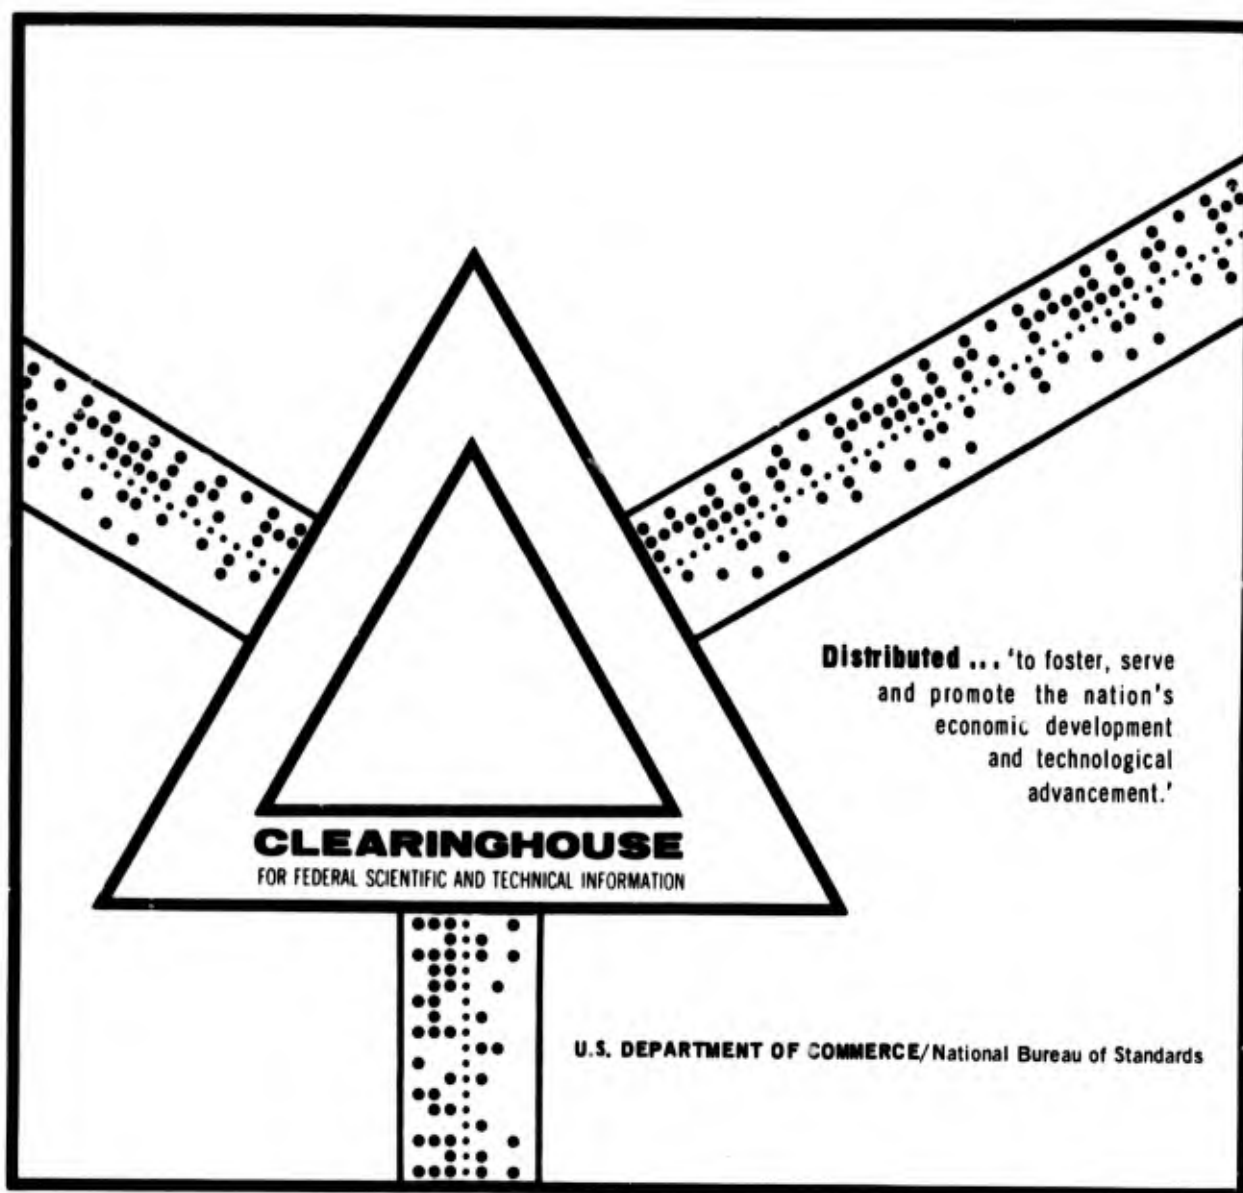 Distributed ... 'to foster, serve
and promote the nation's
economic development
and technological
advancement.'
CLEARINGHOUSE
FOR FEDERAL SCIENTIFIC AND TECHNICAL INFORMATION
U.S. DEPARTMENT OF COMMERCE/National Bureau of Standards